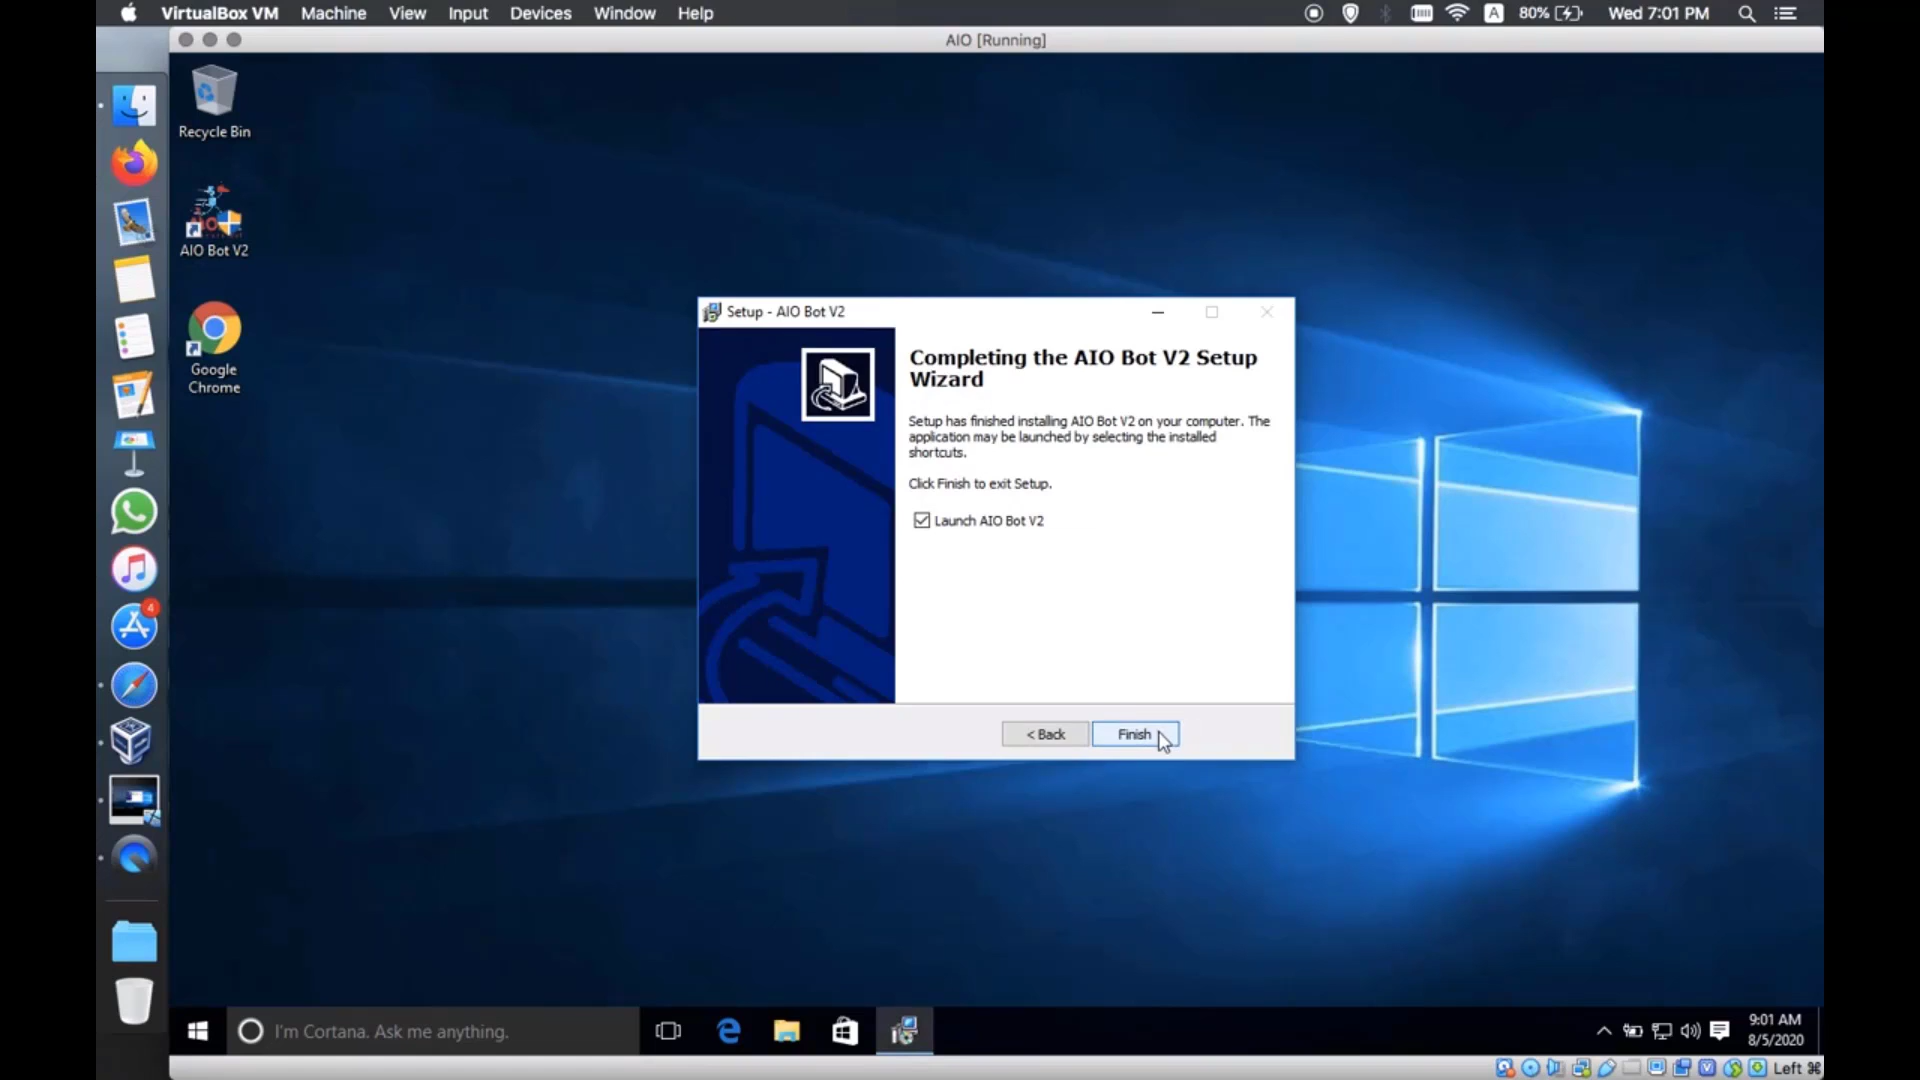 VirtualBox VM Machine View Input Devices Window Help
A 80% Wed 7:01 PM
AIO [Running]
Recycle Bin
AIO Bot V2
Google
Chrome
4
Setup - AIO Bot V2
Completing the AIO Bot V2 Setup
Wizard
Setup has finished installing AIO Bot V2 on your computer. The
application may be launched by selecting the installed
shortcuts.
Click Finish to exit Setup.
Launch AIO Bot V2
< Back
Finish
I'm Cortana. Ask me anything.
9:01 AM
8/5/2020
Left ⌘